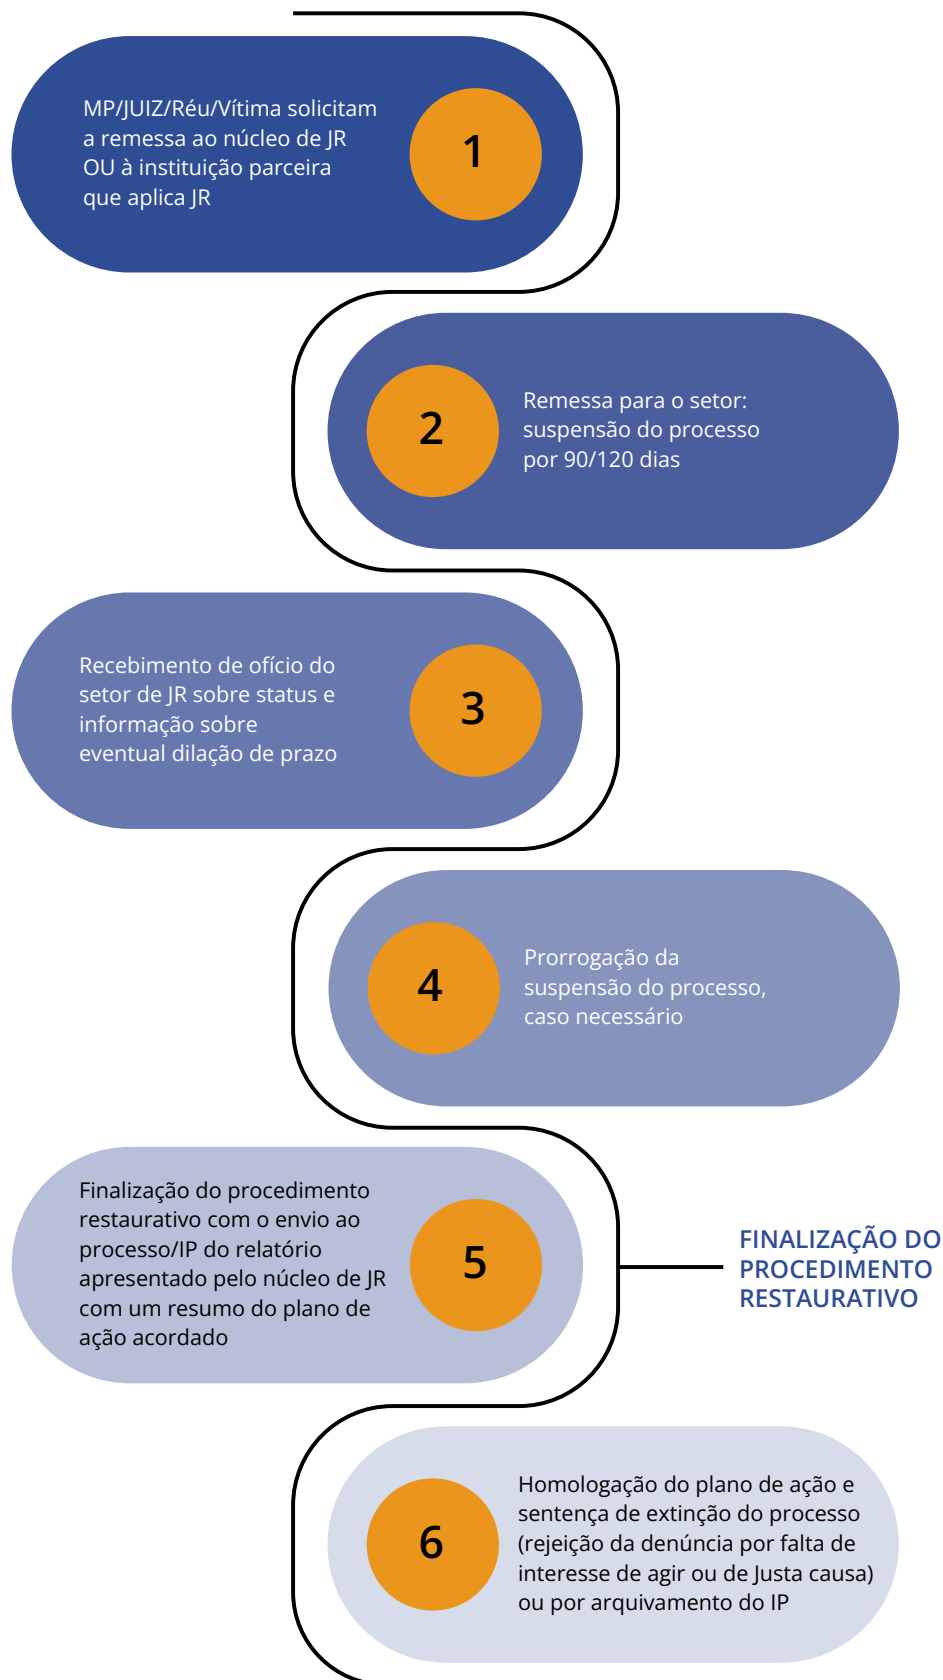 MP/JUIZ/Réu/Vítima solicitam
a remessa ao núcleo de JR
OU à instituição parceira
que aplica JR
1
2
Remessa para o setor:
suspensão do processo
por 90/120 dias
Recebimento de ofício do
setor de JR sobre status e
informação sobre
eventual dilação de prazo
3
4
Prorrogação da
suspensão do processo,
caso necessário
Finalização do procedimento
restaurativo com o envio ao
processo/IP do relatório
apresentado pelo núcleo de JR
com um resumo do plano de
ação acordado
5
FINALIZAÇÃO DO
PROCEDIMENTO
RESTAURATIVO
6
Homologação do plano de ação e
sentença de extinção do processo
(rejeição da denúncia por falta de
interesse de agir ou de Justa causa)
ou por arquivamento do IP